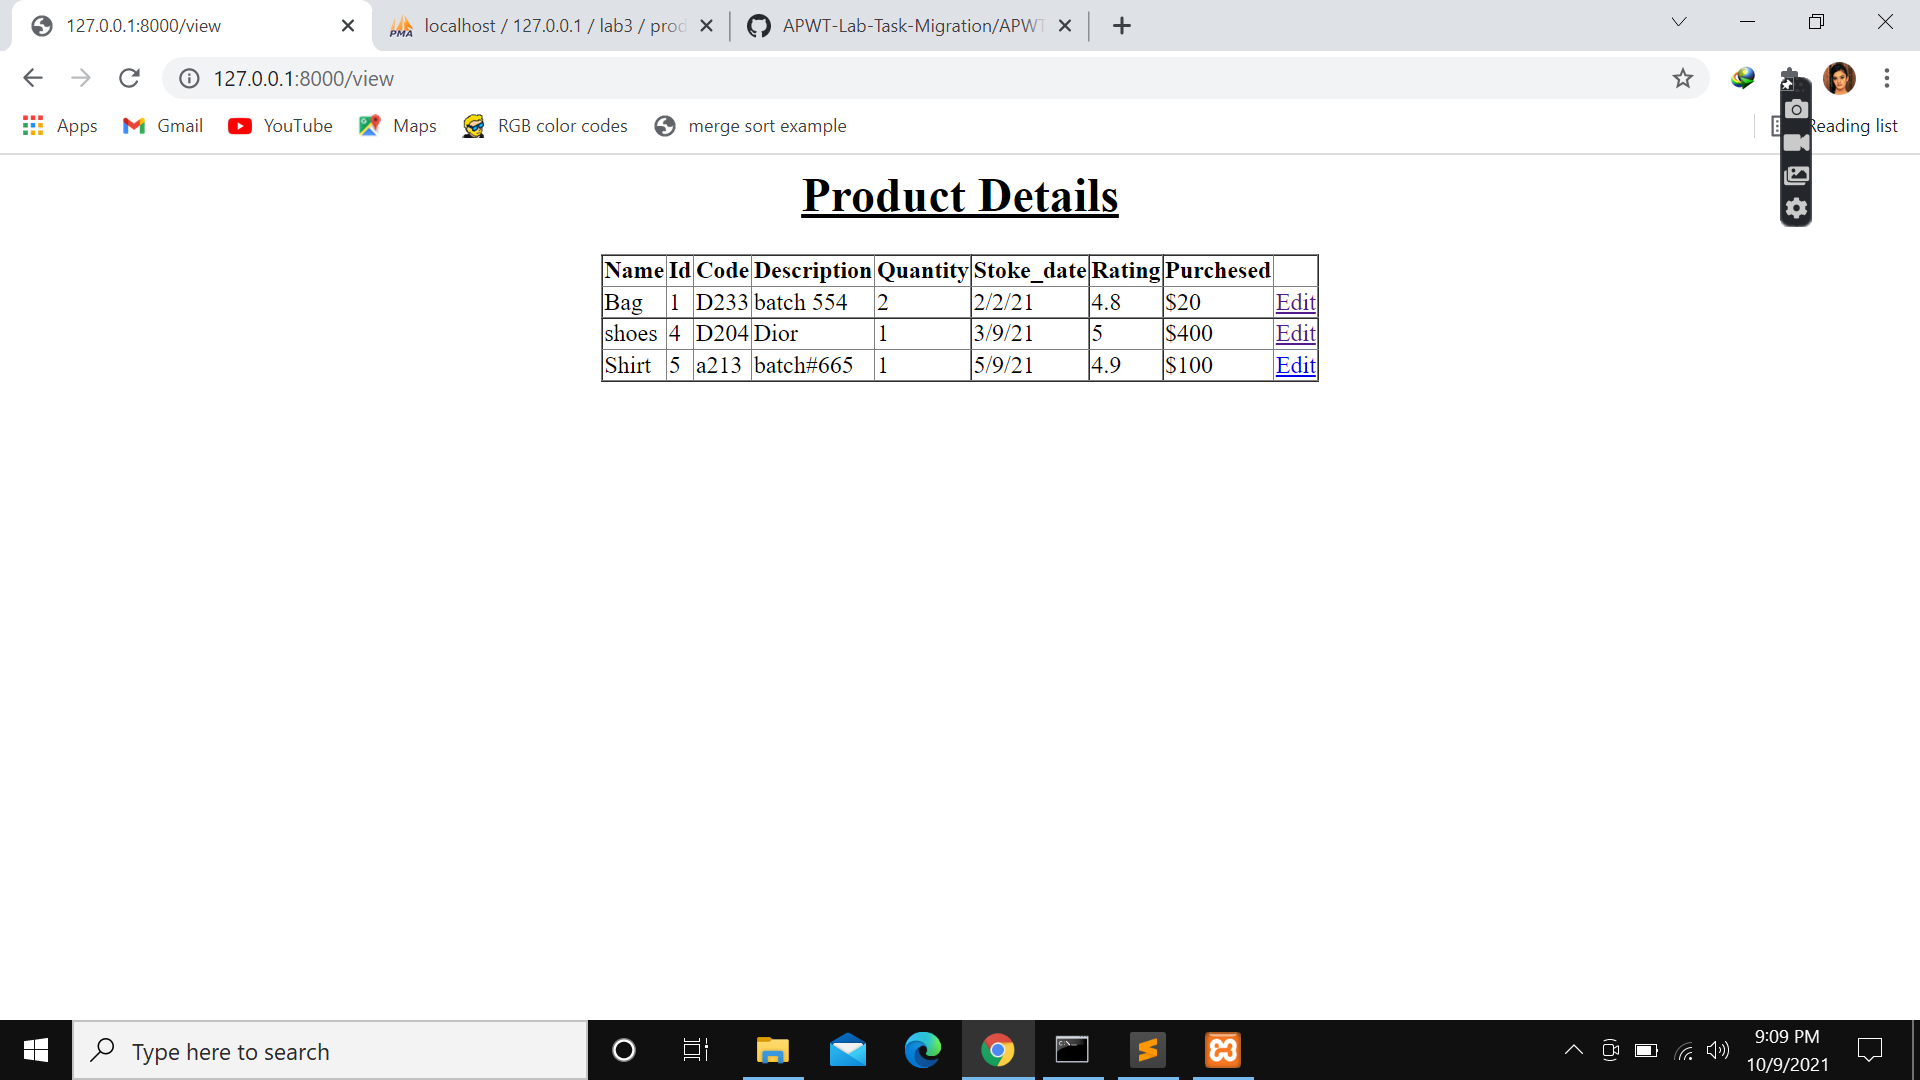 127.0.0.1:8000/view
localhost / 127.0.0.1 / lab3 / prod
APWT-Lab-Task-Migration/APWT
127.0.0.1:8000/view
Apps Gmail YouTube Maps RGB color codes merge sort example Reading list
Product Details
Name Id Code Description Quantity Stoke_date Rating Purchesed
Bag 1 D233 batch 554 2 2/2/21 4.8 $20 Edit
shoes 4 D204 Dior 1 3/9/21 5 $400 Edit
Shirt 5 a213 batch#665 1 5/9/21 4.9 $100 Edit
Type here to search
9:09 PM
10/9/2021